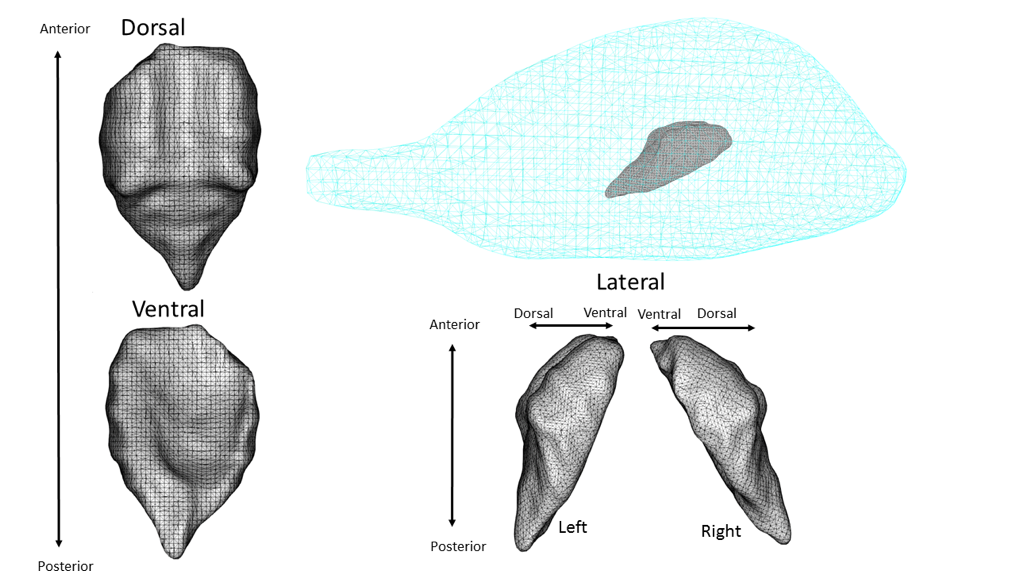 Anterior
Dorsal
Ventral
Posterior
Lateral
Dorsal
Ventral
Ventral
Dorsal
Anterior
Posterior
Left
Right